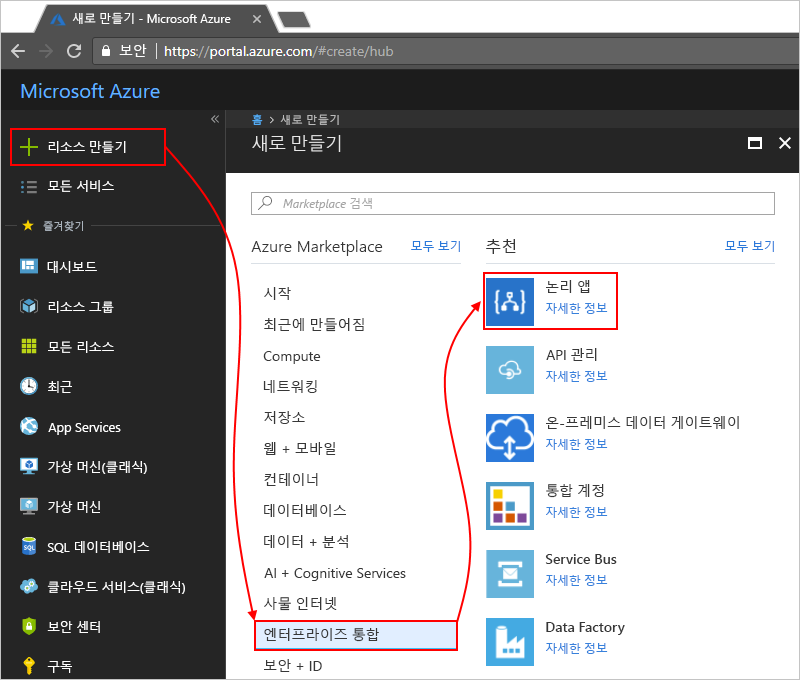 새로 만들기 - Microsoft Azure
보안 https://portal.azure.com/#create/hub
Microsoft Azure
리소스 만들기
모든 서비스
즐겨찾기
대시보드
리소스 그룹
모든 리소스
최근
App Services
가상 머신(클래식)
가상 머신
SQL 데이터베이스
클라우드 서비스(클래식)
보안 센터
구독
홈 > 새로 만들기
새로 만들기
Marketplace 검색
Azure Marketplace 모두 보기
시작
최근에 만들어짐
Compute
네트워킹
저장소
웹 + 모바일
컨테이너
데이터베이스
데이터 + 분석
AI + Cognitive Services
사물 인터넷
엔터프라이즈 통합
보안 + ID
추천 모두 보기
논리 앱
자세한 정보
API 관리
자세한 정보
온-프레미스 데이터 게이트웨이
자세한 정보
통합 계정
자세한 정보
Service Bus
자세한 정보
Data Factory
자세한 정보